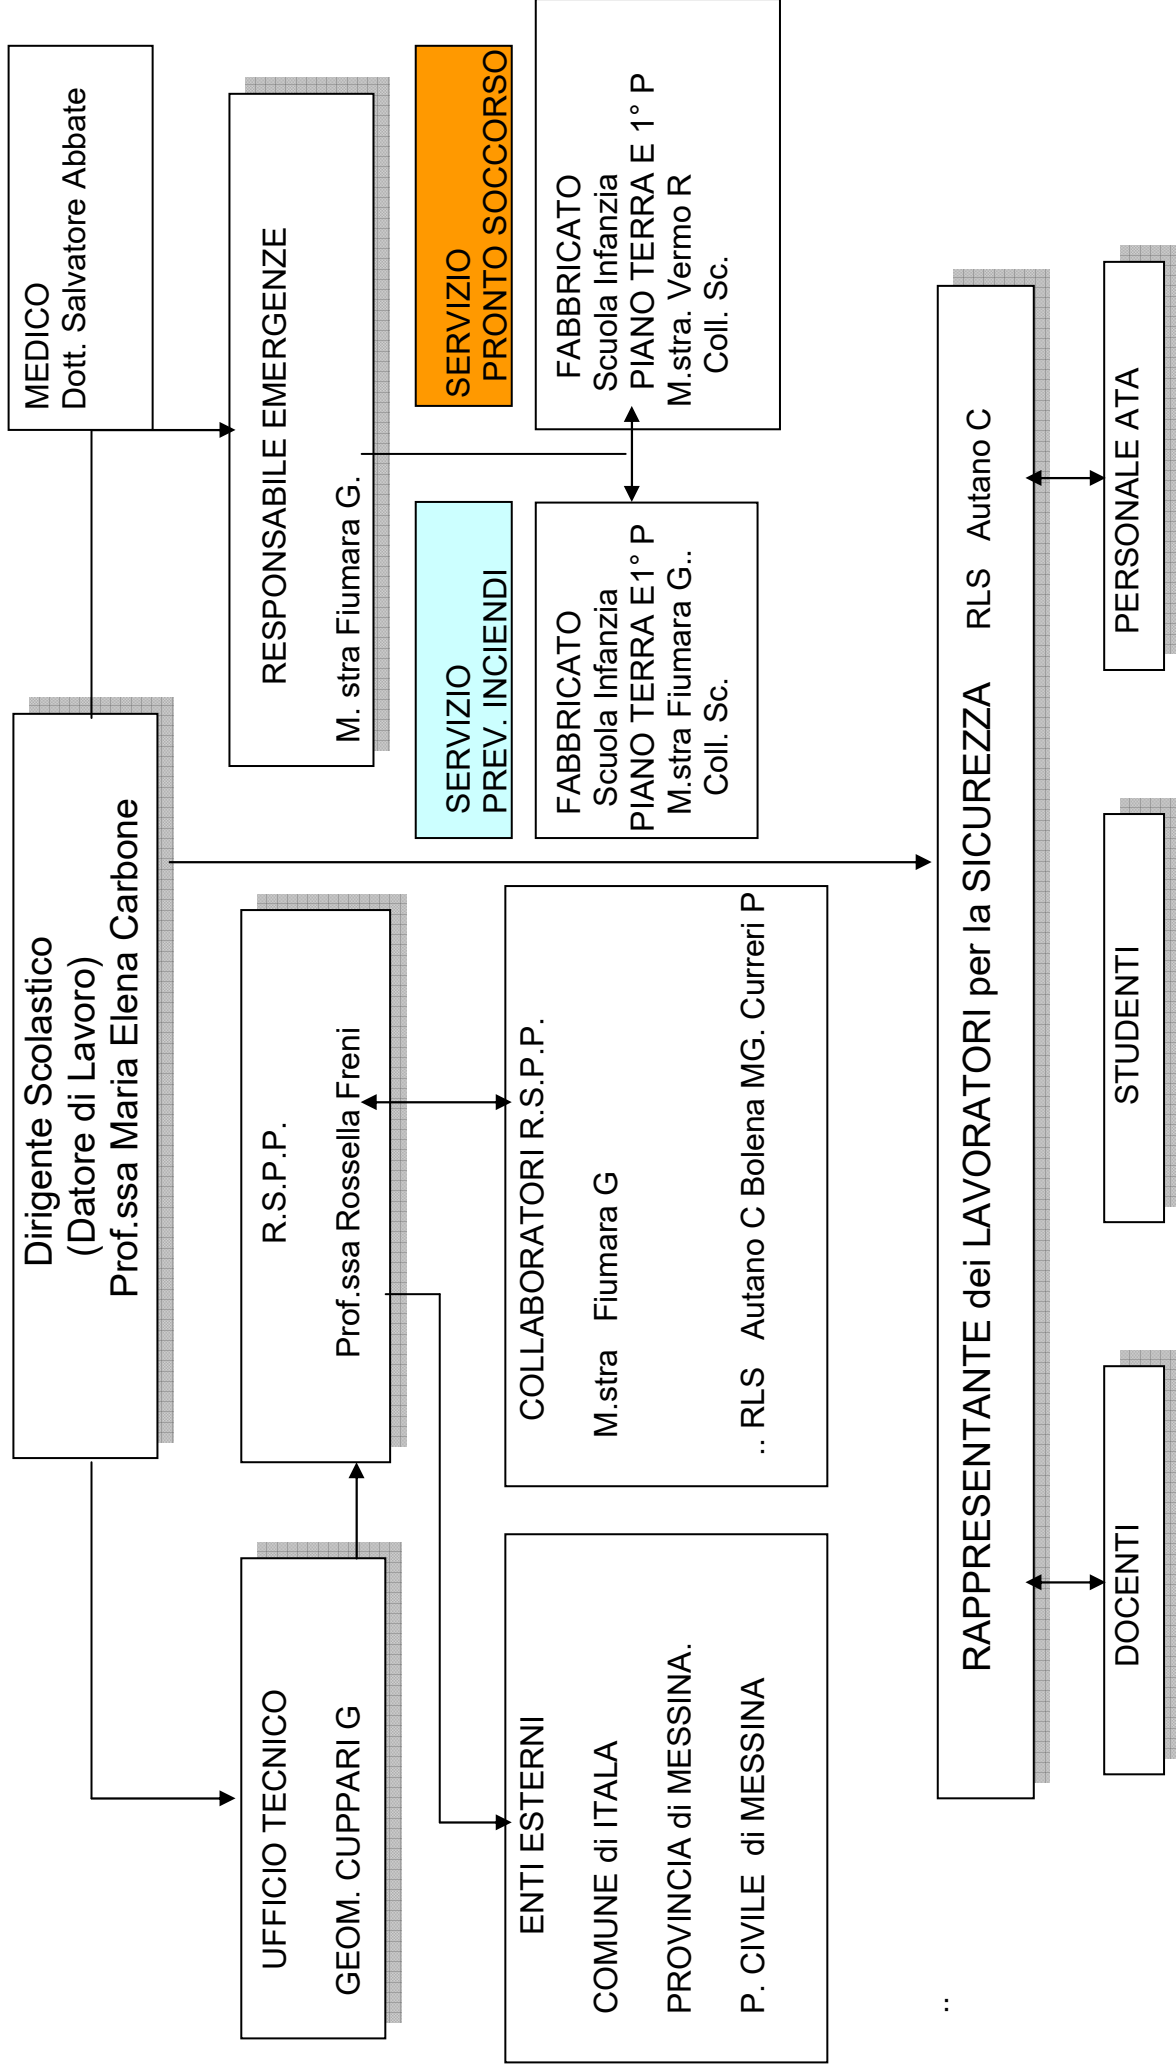 Dirigente Scolastico
(Datore di Lavoro)
Prof.ssa Maria Elena Carbone
MEDICO
Dott. Salvatore Abbate
UFFICIO TECNICO
GEOM. CUPPARI G
R.S.P.P.
Prof.ssa Rossella Freni
RESPONSABILE EMERGENZE
M. stra Fiumara G.
SERVIZIO
PREV. INCIENDI
SERVIZIO
PRONTO SOCCORSO
ENTI ESTERNI
COMUNE di ITALA
PROVINCIA di MESSINA.
P. CIVILE di MESSINA
COLLABORATORI R.S.P.P.
M.stra Fiumara G
.. RLS Autano C Bolena MG. Curreri P
FABBRICATO
Scuola Infanzia
PIANO TERRA E1° P
M.stra Fiumara G..
Coll. Sc.
FABBRICATO
Scuola Infanzia
PIANO TERRA E 1° P
M.stra. Vermo R
Coll. Sc.
..
RAPPRESENTANTE dei LAVORATORI per la SICUREZZA RLS Autano C
DOCENTI
STUDENTI
PERSONALE ATA